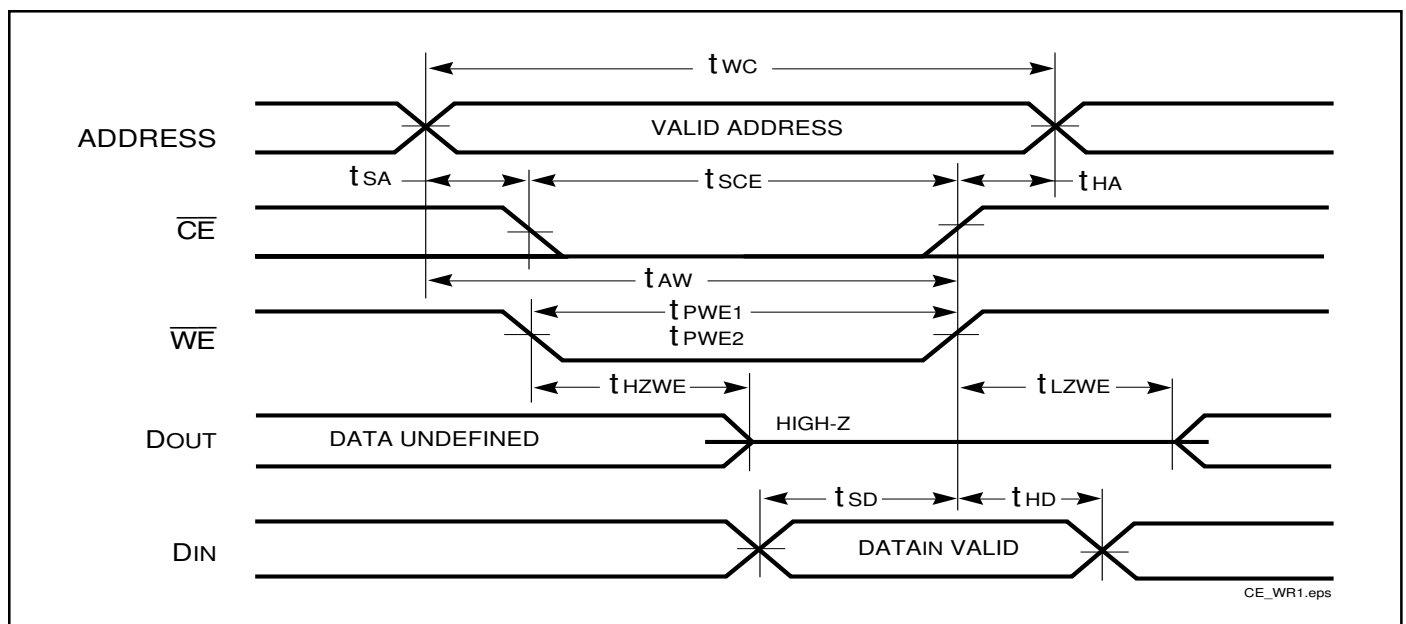 tWC
ADDRESS
VALID ADDRESS
tSA
tSCE
tHA
CE
tAW
tPWE1
WE
tPWE2
tHZWE
tLZWE
DOUT
DATA UNDEFINED
HIGH-Z
tSD
tHD
DIN
DATAIN VALID
CE_WR1.eps